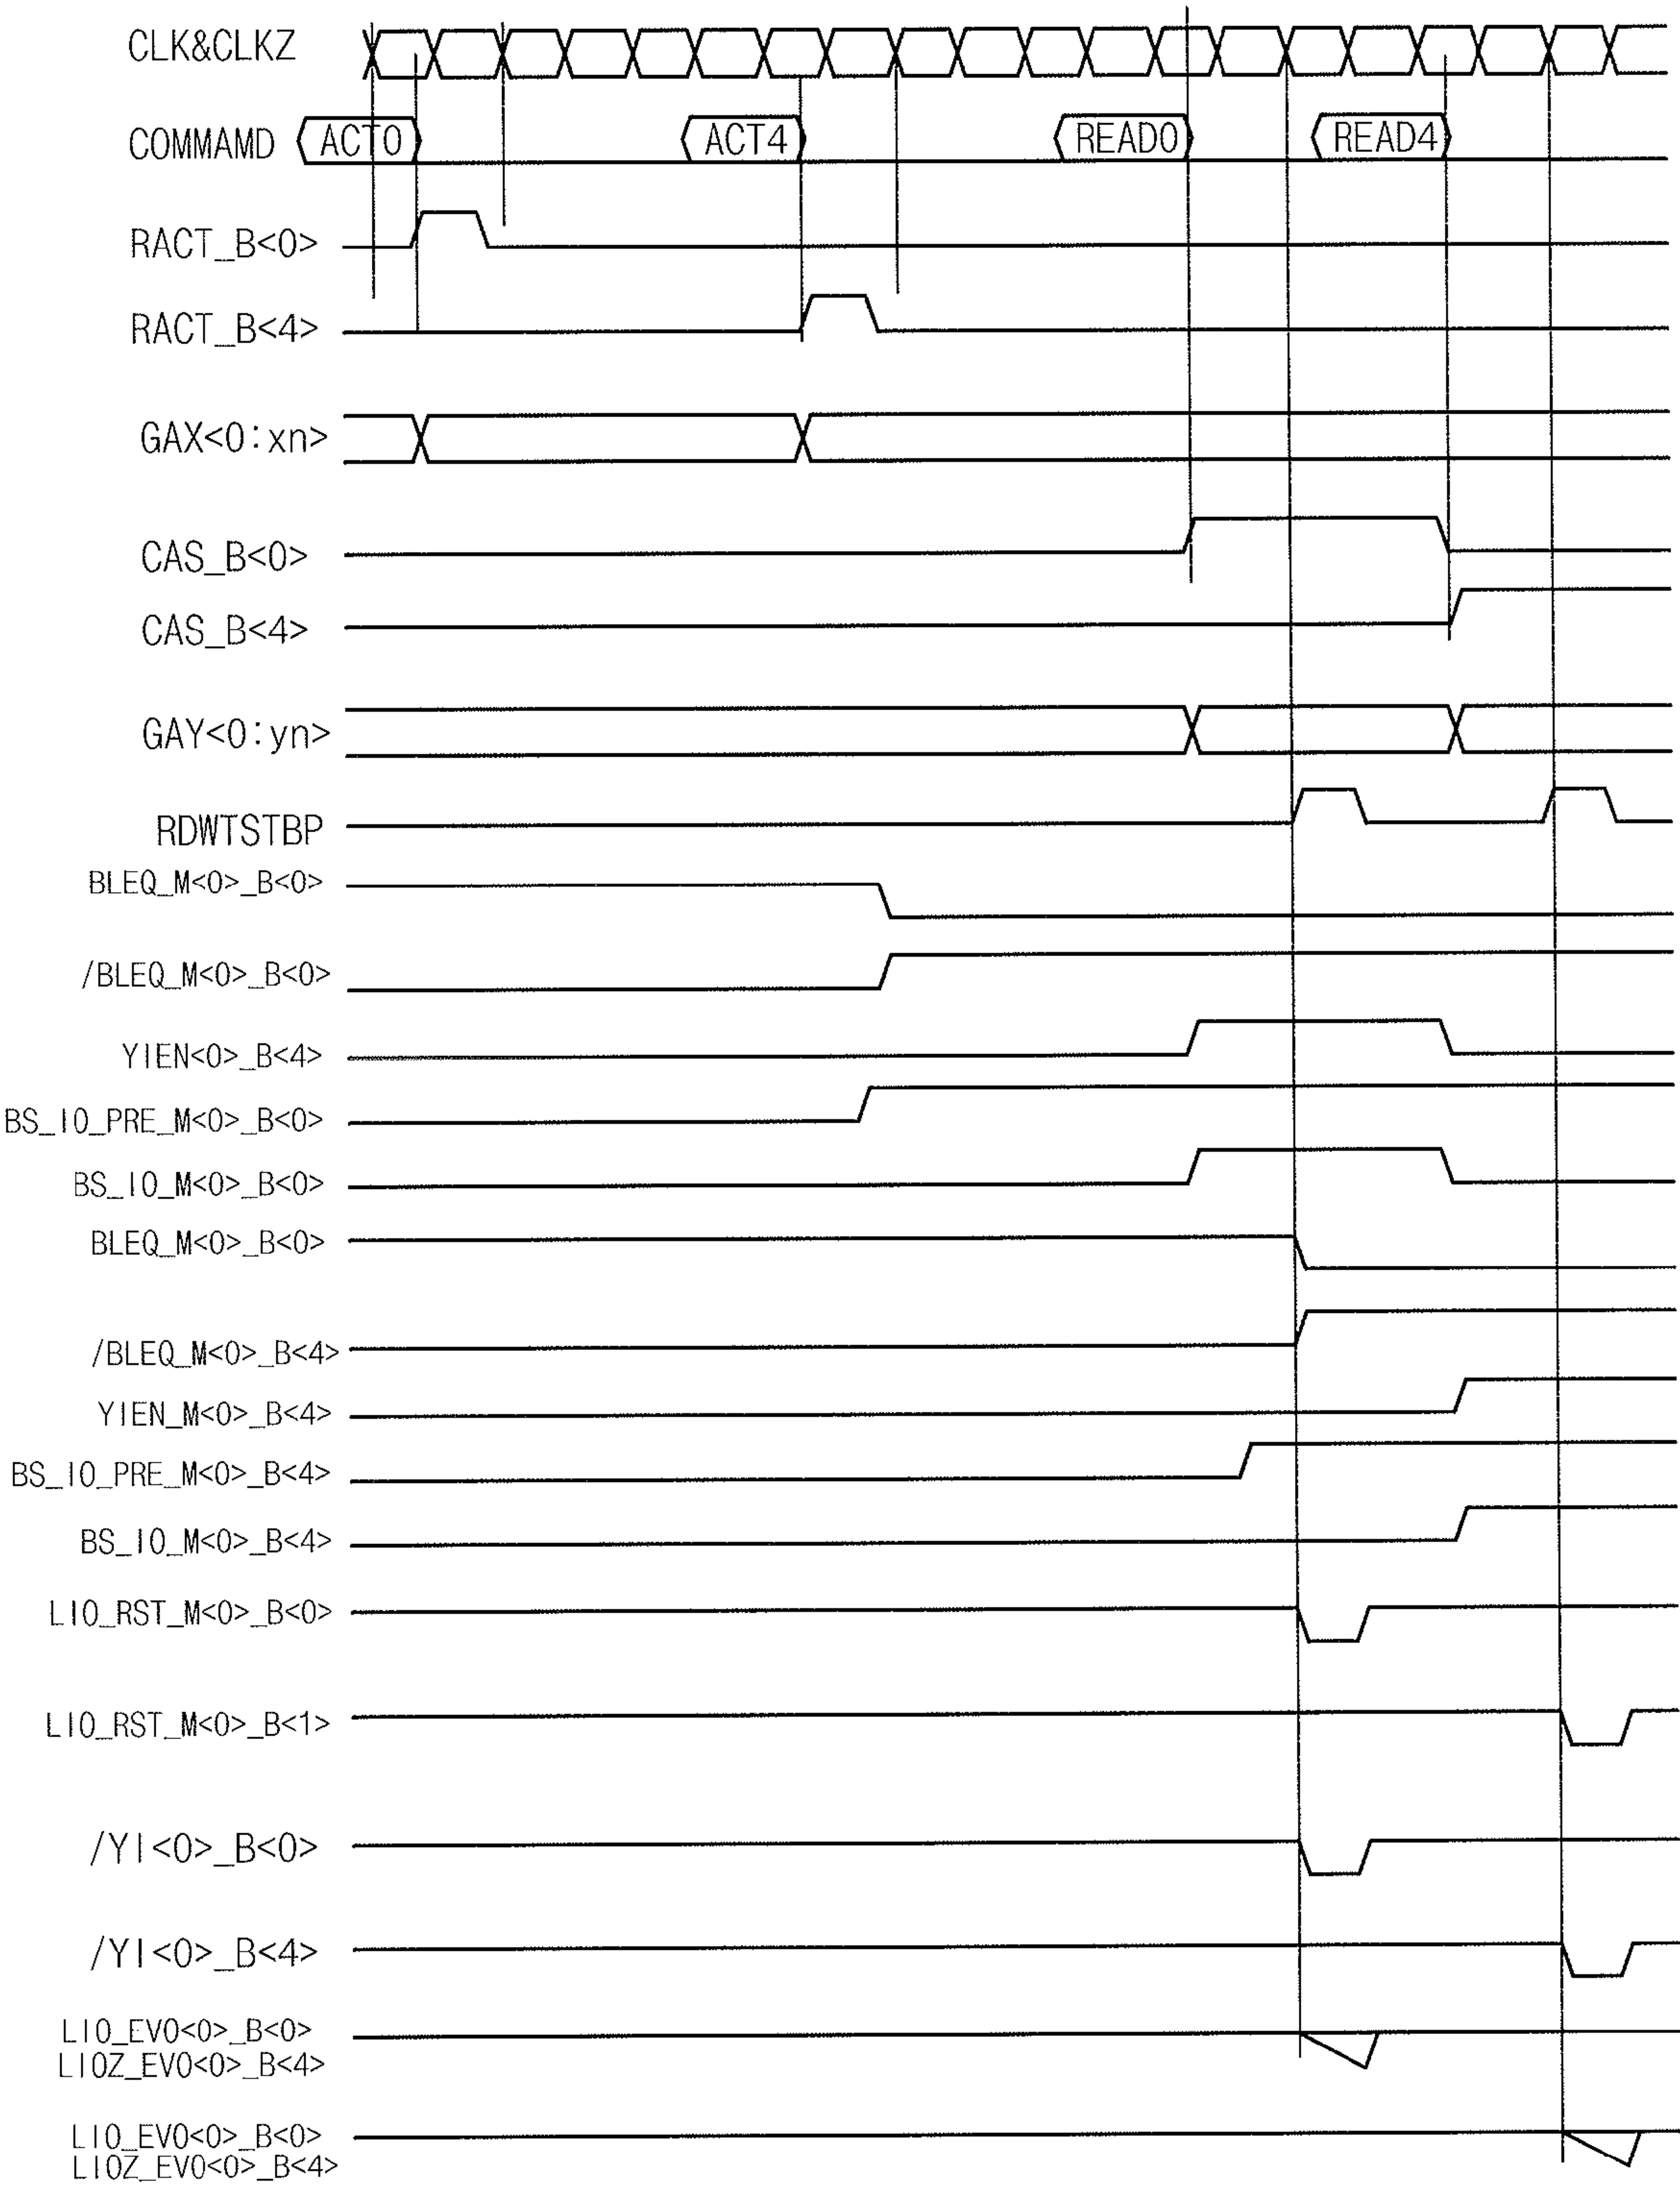 CLK&CLKZ
COMMAMD ACT0 ACT4 READ0 READ4
RACT_B<0>
RACT_B<4>
GAX<0:xn>
CAS_B<0>
CAS_B<4>
GAY<0:yn>
RDWTSTBP
BLEQ_M<0>_B<0>
/BLEQ_M<0>_B<0>
YIEN<0>_B<4>
BS_IO_PRE_M<0>_B<0>
BS_IO_M<0>_B<0>
BLEQ_M<0>_B<0>
/BLEQ_M<0>_B<4>
YIEN_M<0>_B<4>
BS_IO_PRE_M<0>_B<4>
BS_IO_M<0>_B<4>
LIO_RST_M<0>_B<0>
LIO_RST_M<0>_B<1>
/YI<0>_B<0>
/YI<0>_B<4>
LIO_EV0<0>_B<0>
LIOZ_EV0<0>_B<4>
LIO_EV0<0>_B<0>
LIOZ_EV0<0>_B<4>